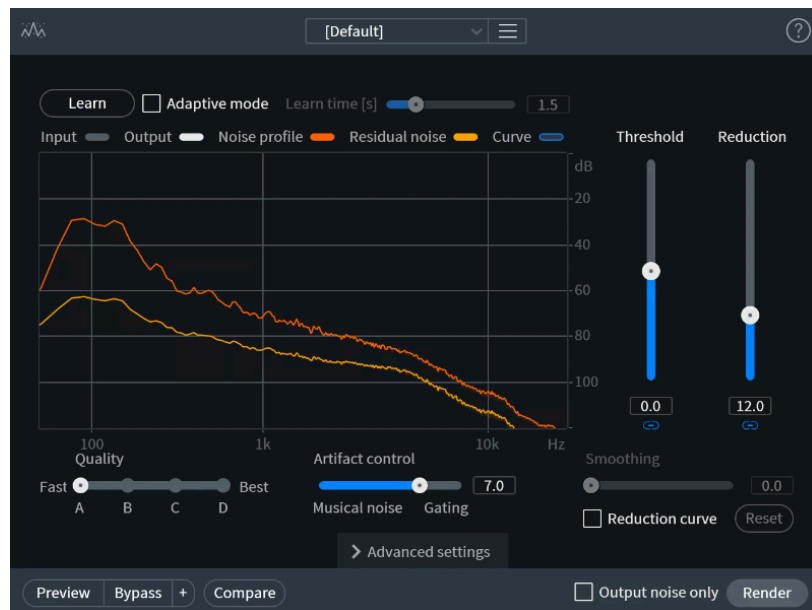 [Default]
?
Learn Adaptive mode Learn time [s] 1.5
Input Output Noise profile Residual noise Curve Threshold Reduction
dB
20
40
60
80
100
0.0 12.0
100 1k 10k Hz
Quality Artifact control Smoothing
Fast Best 7.0 0.0
A B C D Musical noise Gating
Reduction curve Reset
Advanced settings
Preview Bypass + Compare Output noise only Render